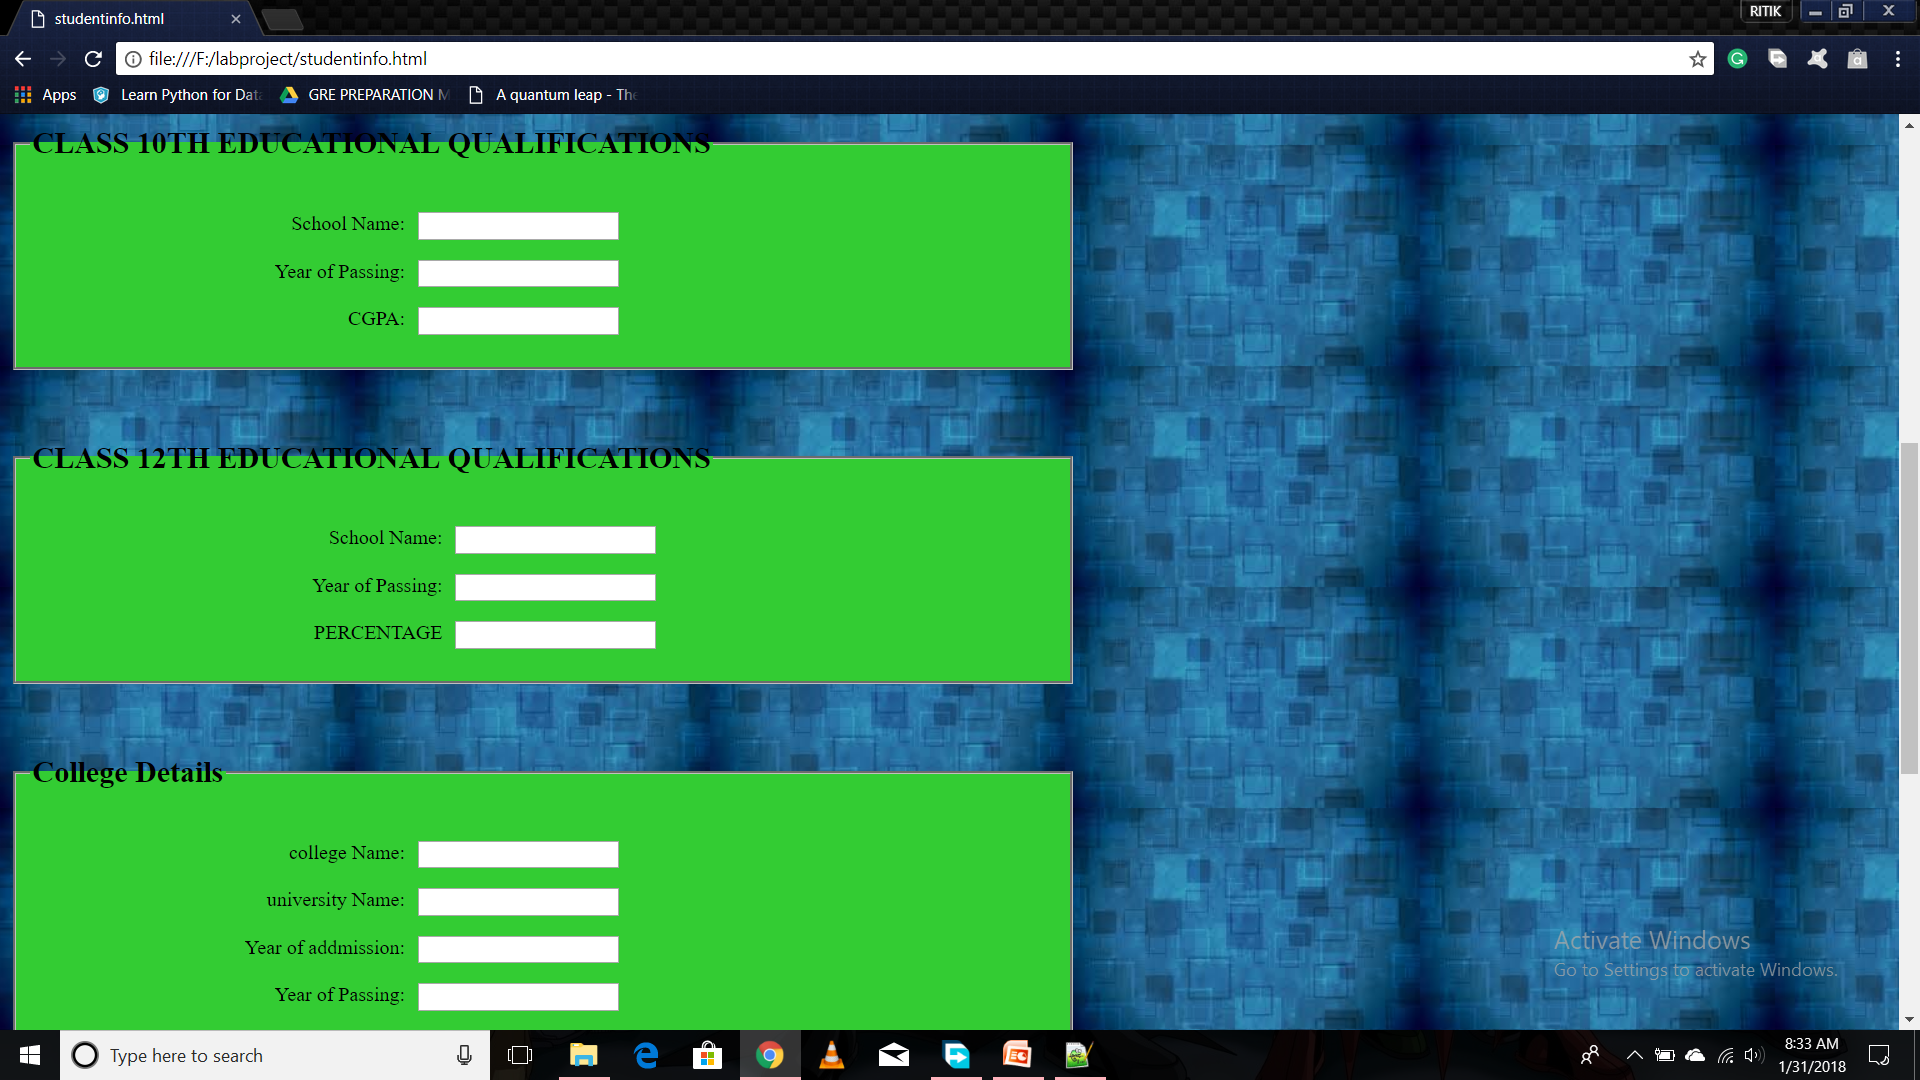 studentinfo.html
RITIK
file:///F:/labproject/studentinfo.html
Apps
Learn Python for Dat
GRE PREPARATION M
A quantum leap - The
CLASS 10TH EDUCATIONAL QUALIFICATIONS
School Name:
Year of Passing:
CGPA:
CLASS 12TH EDUCATIONAL QUALIFICATIONS
School Name:
Year of Passing:
PERCENTAGE
College Details
college Name:
university Name:
Year of addmission:
Year of Passing:
Activate Windows
Go to Settings to activate Windows.
Type here to search
8:33 AM
1/31/2018